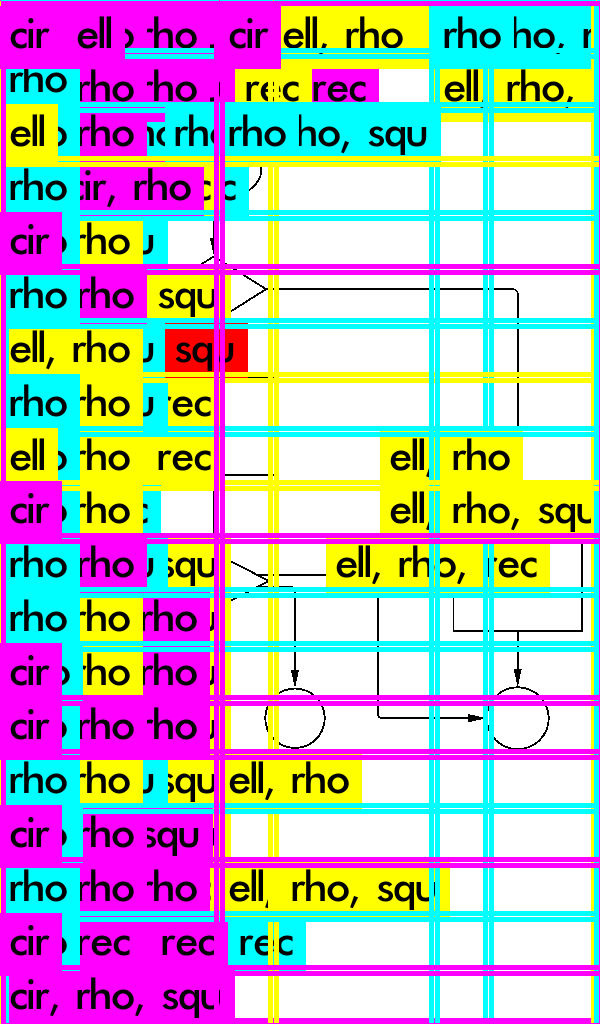 cir ell rho cir ell, rho rho ho,
rho rho rho rec rec ell, rho,
ell rho rho rho ho, squ
rho cir, rho
cir rho
rho rho squ
ell, rho squ
rho rho rec
ell rho rec ell, rho
cir rho ell, rho, squ
rho rho squ ell, rho, rec
rho rho rho
cir rho rho
cir rho rho
rho rho squ ell, rho
cir rho squ
rho rho rho ell, rho, squ
cir rec rec rec
cir, rho, squ